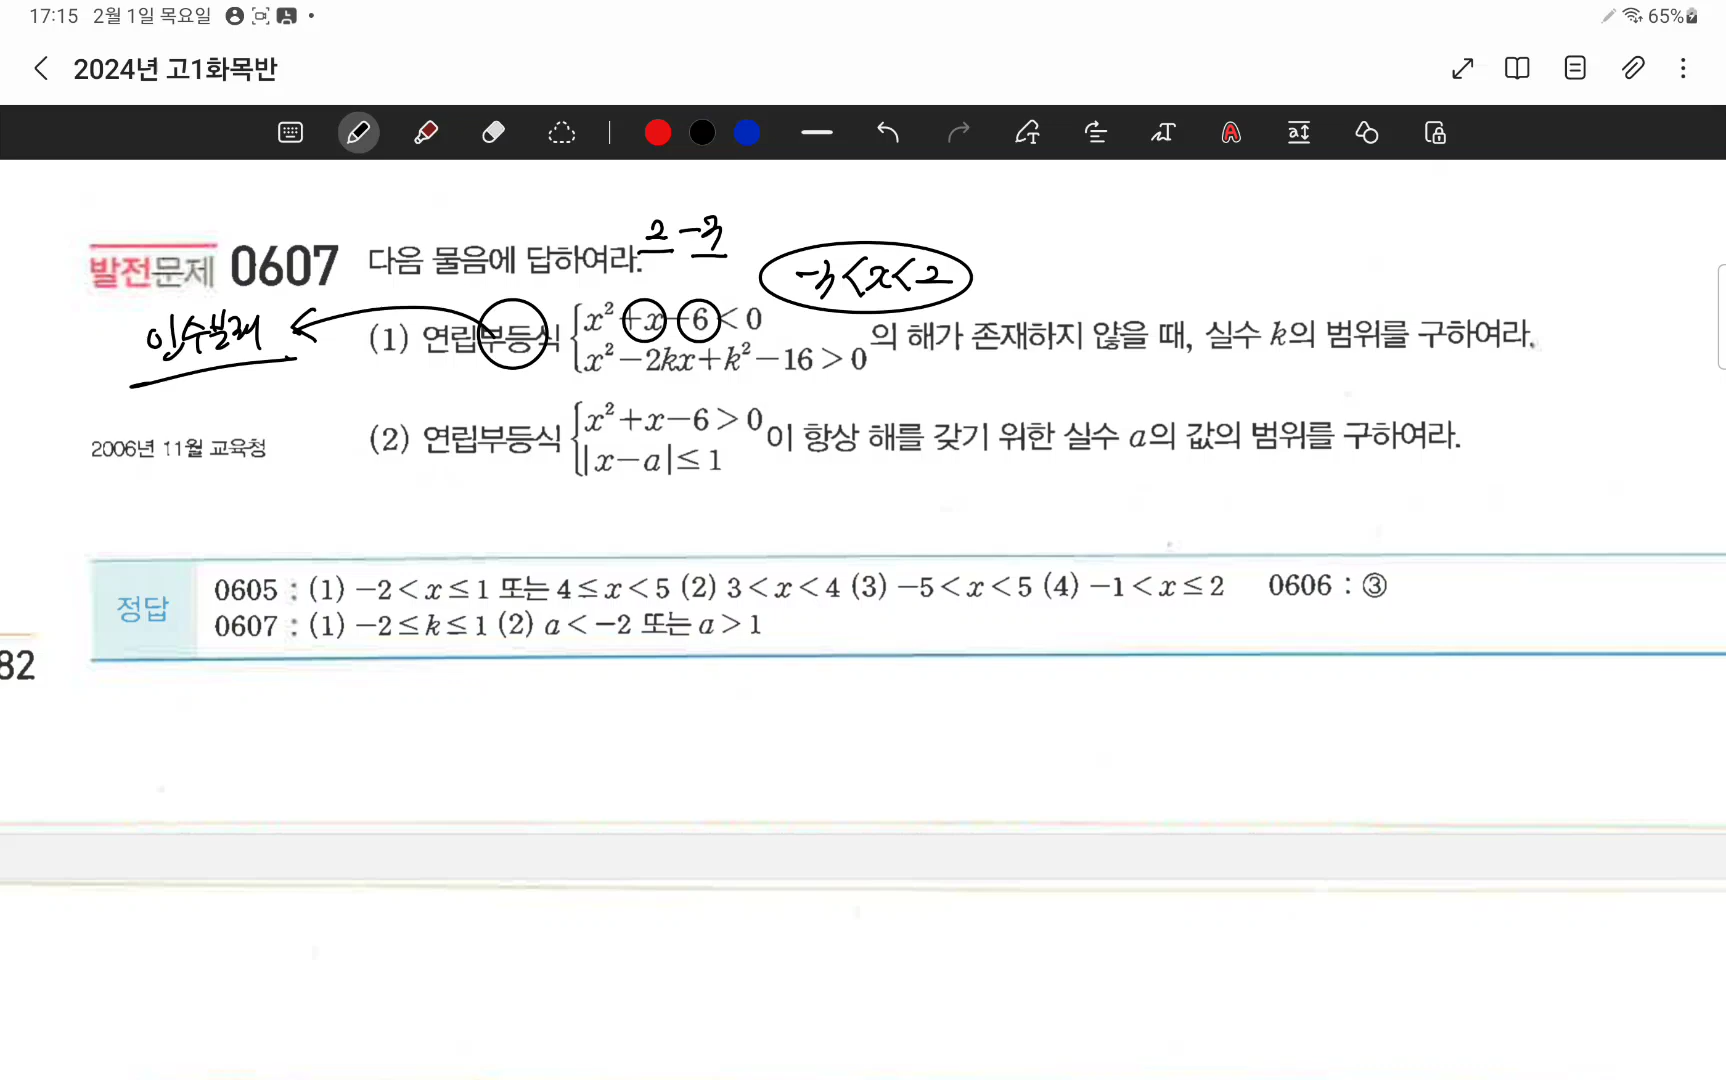 17:15 2월 1일 목요일
65%
2024년 고1화목반
가
A
2 -3
발전문제 0607 다음 물음에 답하여라.
-3<x<2
인수분해
(1) 연립부등식 { x²+x-6<0
x²-2kx+k²-16>0 의 해가 존재하지 않을 때, 실수 k의 범위를 구하여라.
2006년 11월 교육청
(2) 연립부등식 { x²+x-6>0
|x-a|≤1 이 항상 해를 갖기 위한 실수 a의 값의 범위를 구하여라.
정답
0605 : (1) -2<x≤1 또는 4≤x<5 (2) 3<x<4 (3) -5<x<5 (4) -1<x≤2 0606 : ③
0607 : (1) -2≤k≤1 (2) a<-2 또는 a>1
82